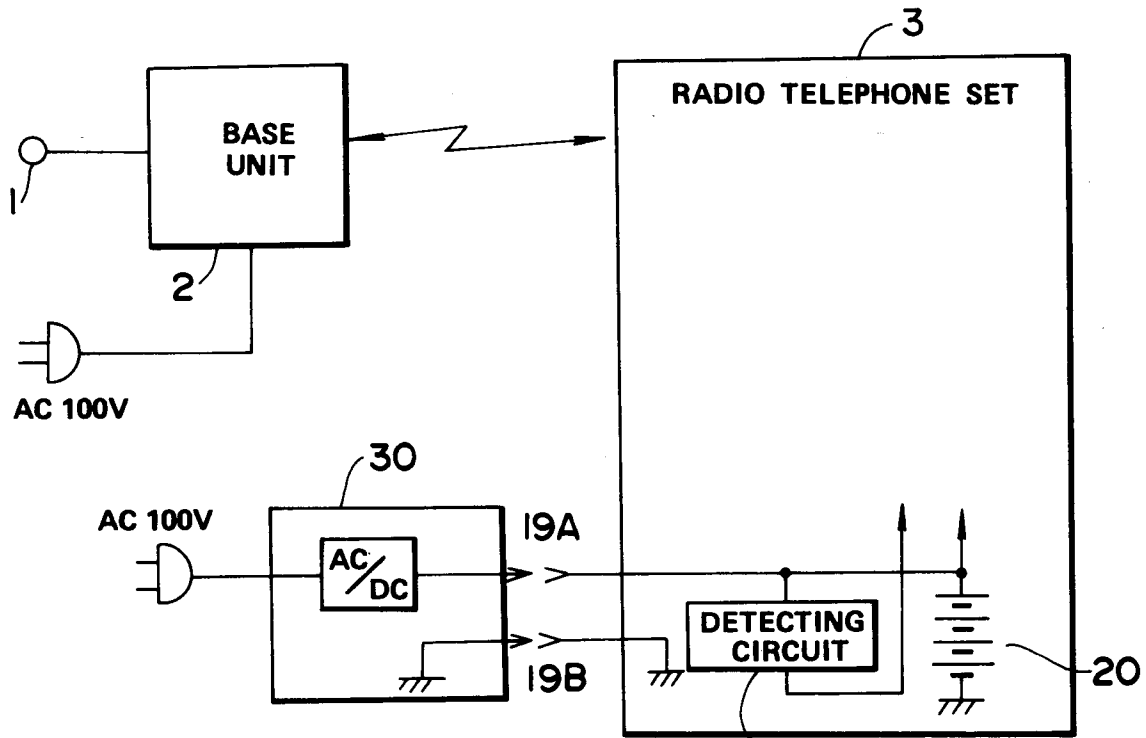 3
RADIO TELEPHONE SET
BASE
UNIT
1
2
AC 100V
30
AC 100V
19A
AC/DC
DETECTING
CIRCUIT
19B
20